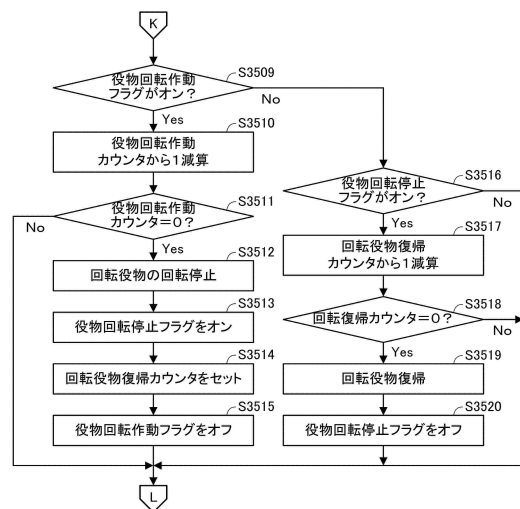 K
役物回転作動
フラグがオン?
S3509
No
Yes
S3510
役物回転作動
カウンタから1減算
役物回転作動
カウンタ=0?
S3511
No
Yes
S3512
回転役物の回転停止
S3513
役物回転停止フラグをオン
S3514
回転役物復帰カウンタをセット
S3515
役物回転作動フラグをオフ
役物回転停止
フラグがオン?
S3516
No
Yes
S3517
回転役物復帰
カウンタから1減算
S3518
回転復帰カウンタ=0?
No
Yes
S3519
回転役物復帰
S3520
役物回転停止フラグをオフ
L